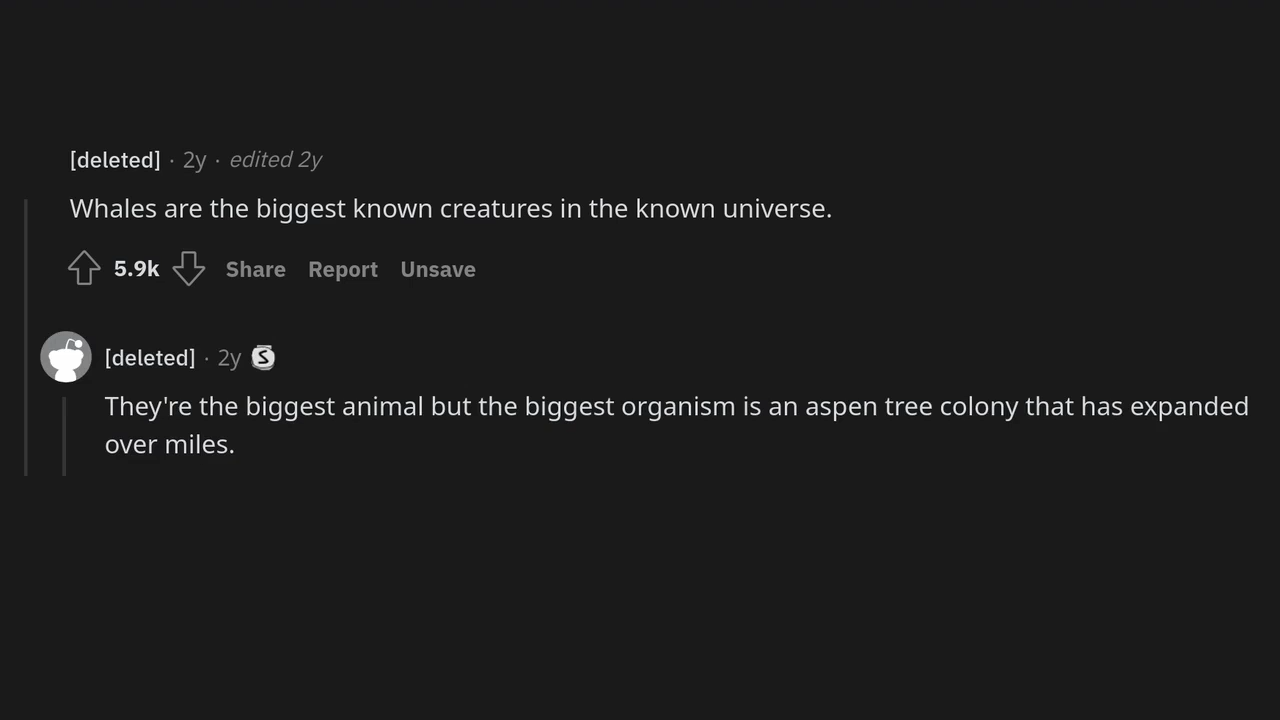 [deleted] · 2y · edited 2y
Whales are the biggest known creatures in the known universe.
5.9k Share Report Unsave
[deleted] · 2y S
They're the biggest animal but the biggest organism is an aspen tree colony that has expanded
over miles.